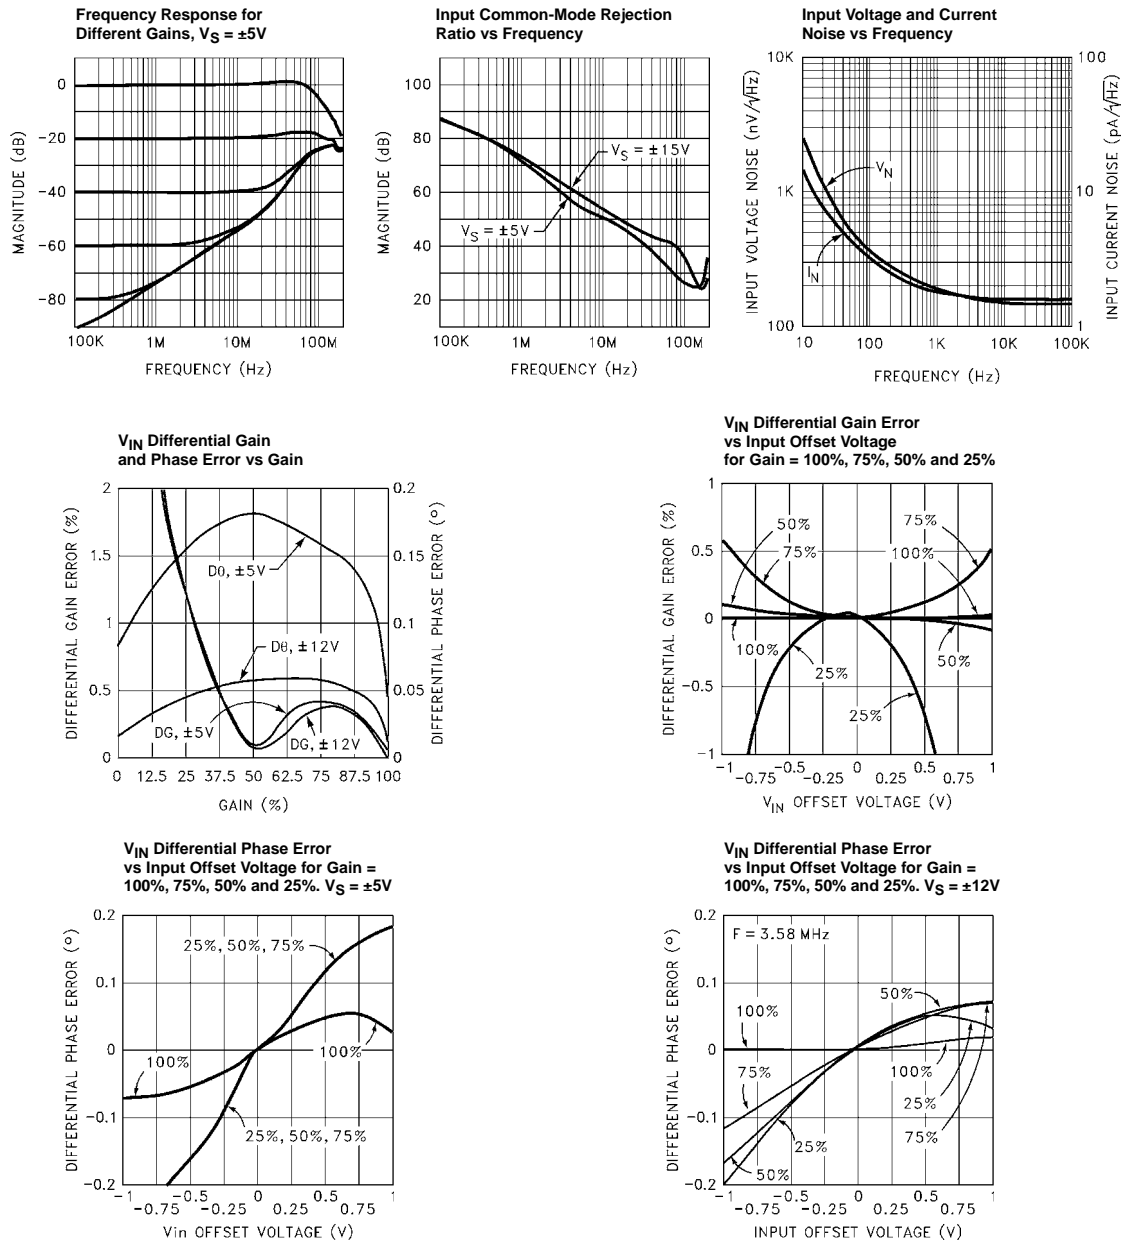 Frequency Response for
Different Gains, VS = ±5V
0
−20
−40
−60
−80
MAGNITUDE (dB)
100K 1M 10M 100M
FREQUENCY (Hz)
Input Common-Mode Rejection
Ratio vs Frequency
100
80
60
40
20
MAGNITUDE (dB)
VS = ±15V
VS = ±5V
100K 1M 10M 100M
FREQUENCY (Hz)
Input Voltage and Current
Noise vs Frequency
10K
1K
100
INPUT VOLTAGE NOISE (nV/√Hz)
VN
IN
100
10
1
INPUT CURRENT NOISE (pA/√Hz)
10 100 1K 10K 100K
FREQUENCY (Hz)
VIN Differential Gain
and Phase Error vs Gain
2
1.5
1
0.5
0
DIFFERENTIAL GAIN ERROR (%)
Dθ, ±5V
Dθ, ±12V
DG, ±5V
DG, ±12V
0.2
0.15
0.1
0.05
0
DIFFERENTIAL PHASE ERROR (°)
0 12.5 25 37.5 50 62.5 75 87.5 100
GAIN (%)
VIN Differential Gain Error
vs Input Offset Voltage
for Gain = 100%, 75%, 50% and 25%
1
0.5
0
−0.5
−1
DIFFERENTIAL GAIN ERROR (%)
50%
75%
75%
100%
100%
50%
25%
25%
−1 −0.5 0 0.5 1
−0.75 −0.25 0.25 0.75
VIN OFFSET VOLTAGE (V)
VIN Differential Phase Error
vs Input Offset Voltage for Gain =
100%, 75%, 50% and 25%. VS = ±5V
0.2
0.1
0
−0.1
−0.2
DIFFERENTIAL PHASE ERROR (°)
25%, 50%, 75%
100%
100%
25%, 50%, 75%
−1 −0.5 0 0.5 1
−0.75 −0.25 0.25 0.75
Vin OFFSET VOLTAGE (V)
VIN Differential Phase Error
vs Input Offset Voltage for Gain =
100%, 75%, 50% and 25%. VS = ±12V
0.2
0.1
0
−0.1
−0.2
DIFFERENTIAL PHASE ERROR (°)
F = 3.58 MHz
50%
100%
100%
75%
25%
75%
25%
50%
−1 −0.5 0 0.5 1
−0.75 −0.25 0.25 0.75
INPUT OFFSET VOLTAGE (V)